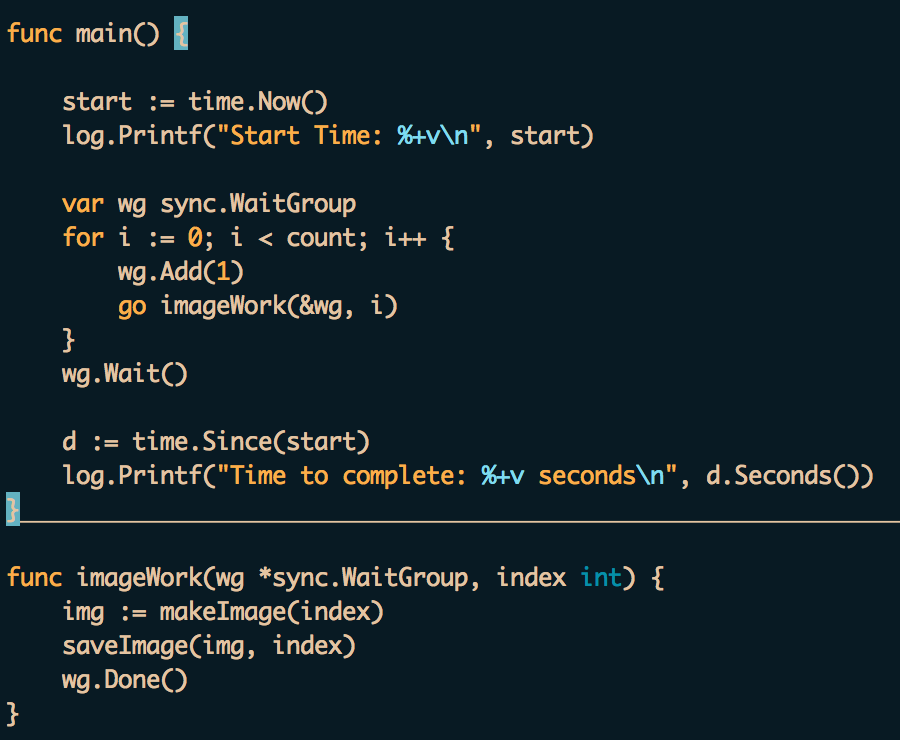 func main() {
start := time.Now()
log.Printf("Start Time: %+v\n", start)
var wg sync.WaitGroup
for i := 0; i < count; i++ {
wg.Add(1)
go imageWork(&wg, i)
}
wg.Wait()
d := time.Since(start)
log.Printf("Time to complete: %+v seconds\n", d.Seconds())
}
func imageWork(wg *sync.WaitGroup, index int) {
img := makeImage(index)
saveImage(img, index)
wg.Done()
}